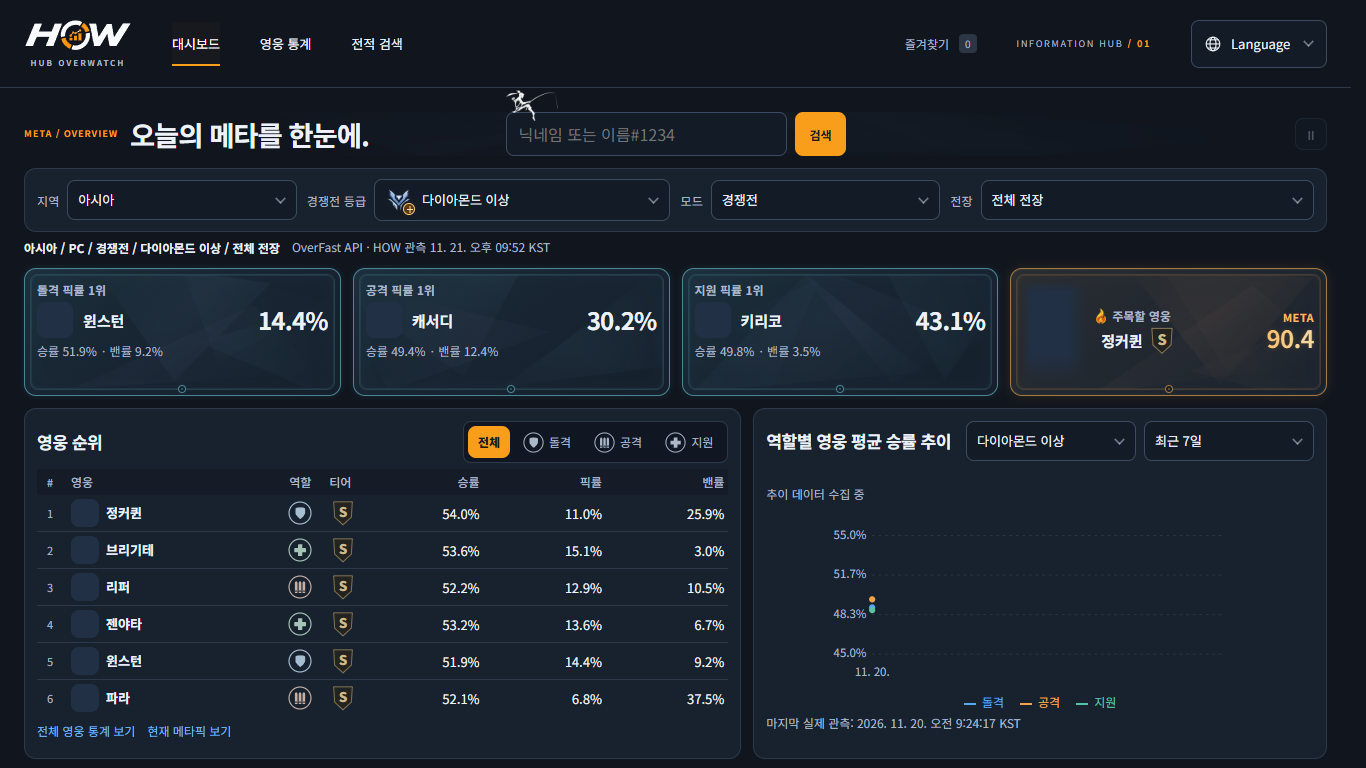 HOW
HUB OVERWATCH
대시보드
영웅 통계
전적 검색
즐겨찾기 0
INFORMATION HUB / 01
Language
META / OVERVIEW
오늘의 메타를 한눈에.
닉네임 또는 이름#1234
검색
지역 아시아
경쟁전 등급 다이아몬드 이상
모드 경쟁전
전장 전체 전장
아시아 / PC / 경쟁전 / 다이아몬드 이상 / 전체 전장 OverFast API · HOW 관측 11. 21. 오후 09:52 KST
돌격 픽률 1위
윈스턴 14.4%
승률 51.9% · 밴률 9.2%
공격 픽률 1위
캐서디 30.2%
승률 49.4% · 밴률 12.4%
지원 픽률 1위
키리코 43.1%
승률 49.8% · 밴률 3.5%
주목할 영웅
정커퀸 S
META
90.4
영웅 순위
전체 돌격 공격 지원
# 영웅 역할 티어 승률 픽률 밴률
1 정커퀸 S 54.0% 11.0% 25.9%
2 브리기테 S 53.6% 15.1% 3.0%
3 리퍼 S 52.2% 12.9% 10.5%
4 젠야타 S 53.2% 13.6% 6.7%
5 윈스턴 S 51.9% 14.4% 9.2%
6 파라 S 52.1% 6.8% 37.5%
전체 영웅 통계 보기 현재 메타픽 보기
역할별 영웅 평균 승률 추이
다이아몬드 이상
최근 7일
추이 데이터 수집 중
55.0%
51.7%
48.3%
45.0%
11. 20.
돌격 공격 지원
마지막 실제 관측: 2026. 11. 20. 오전 9:24:17 KST